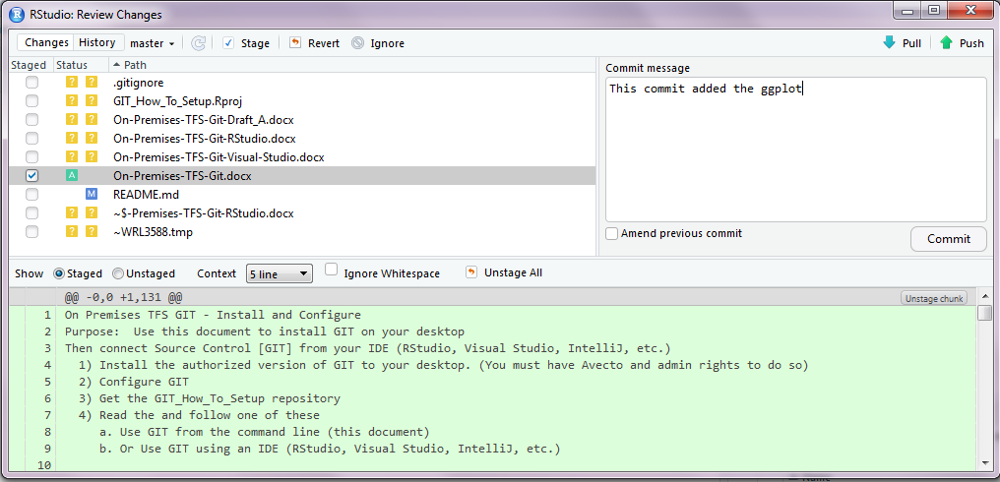 RStudio: Review Changes
Changes History master Stage Revert Ignore Pull Push
Staged Status Path
? ? .gitignore
? ? GIT_How_To_Setup.Rproj
? ? On-Premises-TFS-Git-Draft_A.docx
? ? On-Premises-TFS-Git-RStudio.docx
? ? On-Premises-TFS-Git-Visual-Studio.docx
A On-Premises-TFS-Git.docx
M README.md
? ? ~$-Premises-TFS-Git-RStudio.docx
? ? ~WRL3588.tmp
Commit message
This commit added the ggplot
Amend previous commit
Commit
Show Staged Unstaged Context 5 line Ignore Whitespace Unstage All
@@ -0,0 +1,131 @@ Unstage chunk
1 On Premises TFS GIT - Install and Configure
2 Purpose:  Use this document to install GIT on your desktop
3 Then connect Source Control [GIT] from your IDE (RStudio, Visual Studio, IntelliJ, etc.)
4 1) Install the authorized version of GIT to your desktop. (You must have Avecto and admin rights to do so)
5 2) Configure GIT
6 3) Get the GIT_How_To_Setup repository
7 4) Read the and follow one of these
8 a. Use GIT from the command line (this document)
9 b. Or Use GIT using an IDE (RStudio, Visual Studio, IntelliJ, etc.)
10